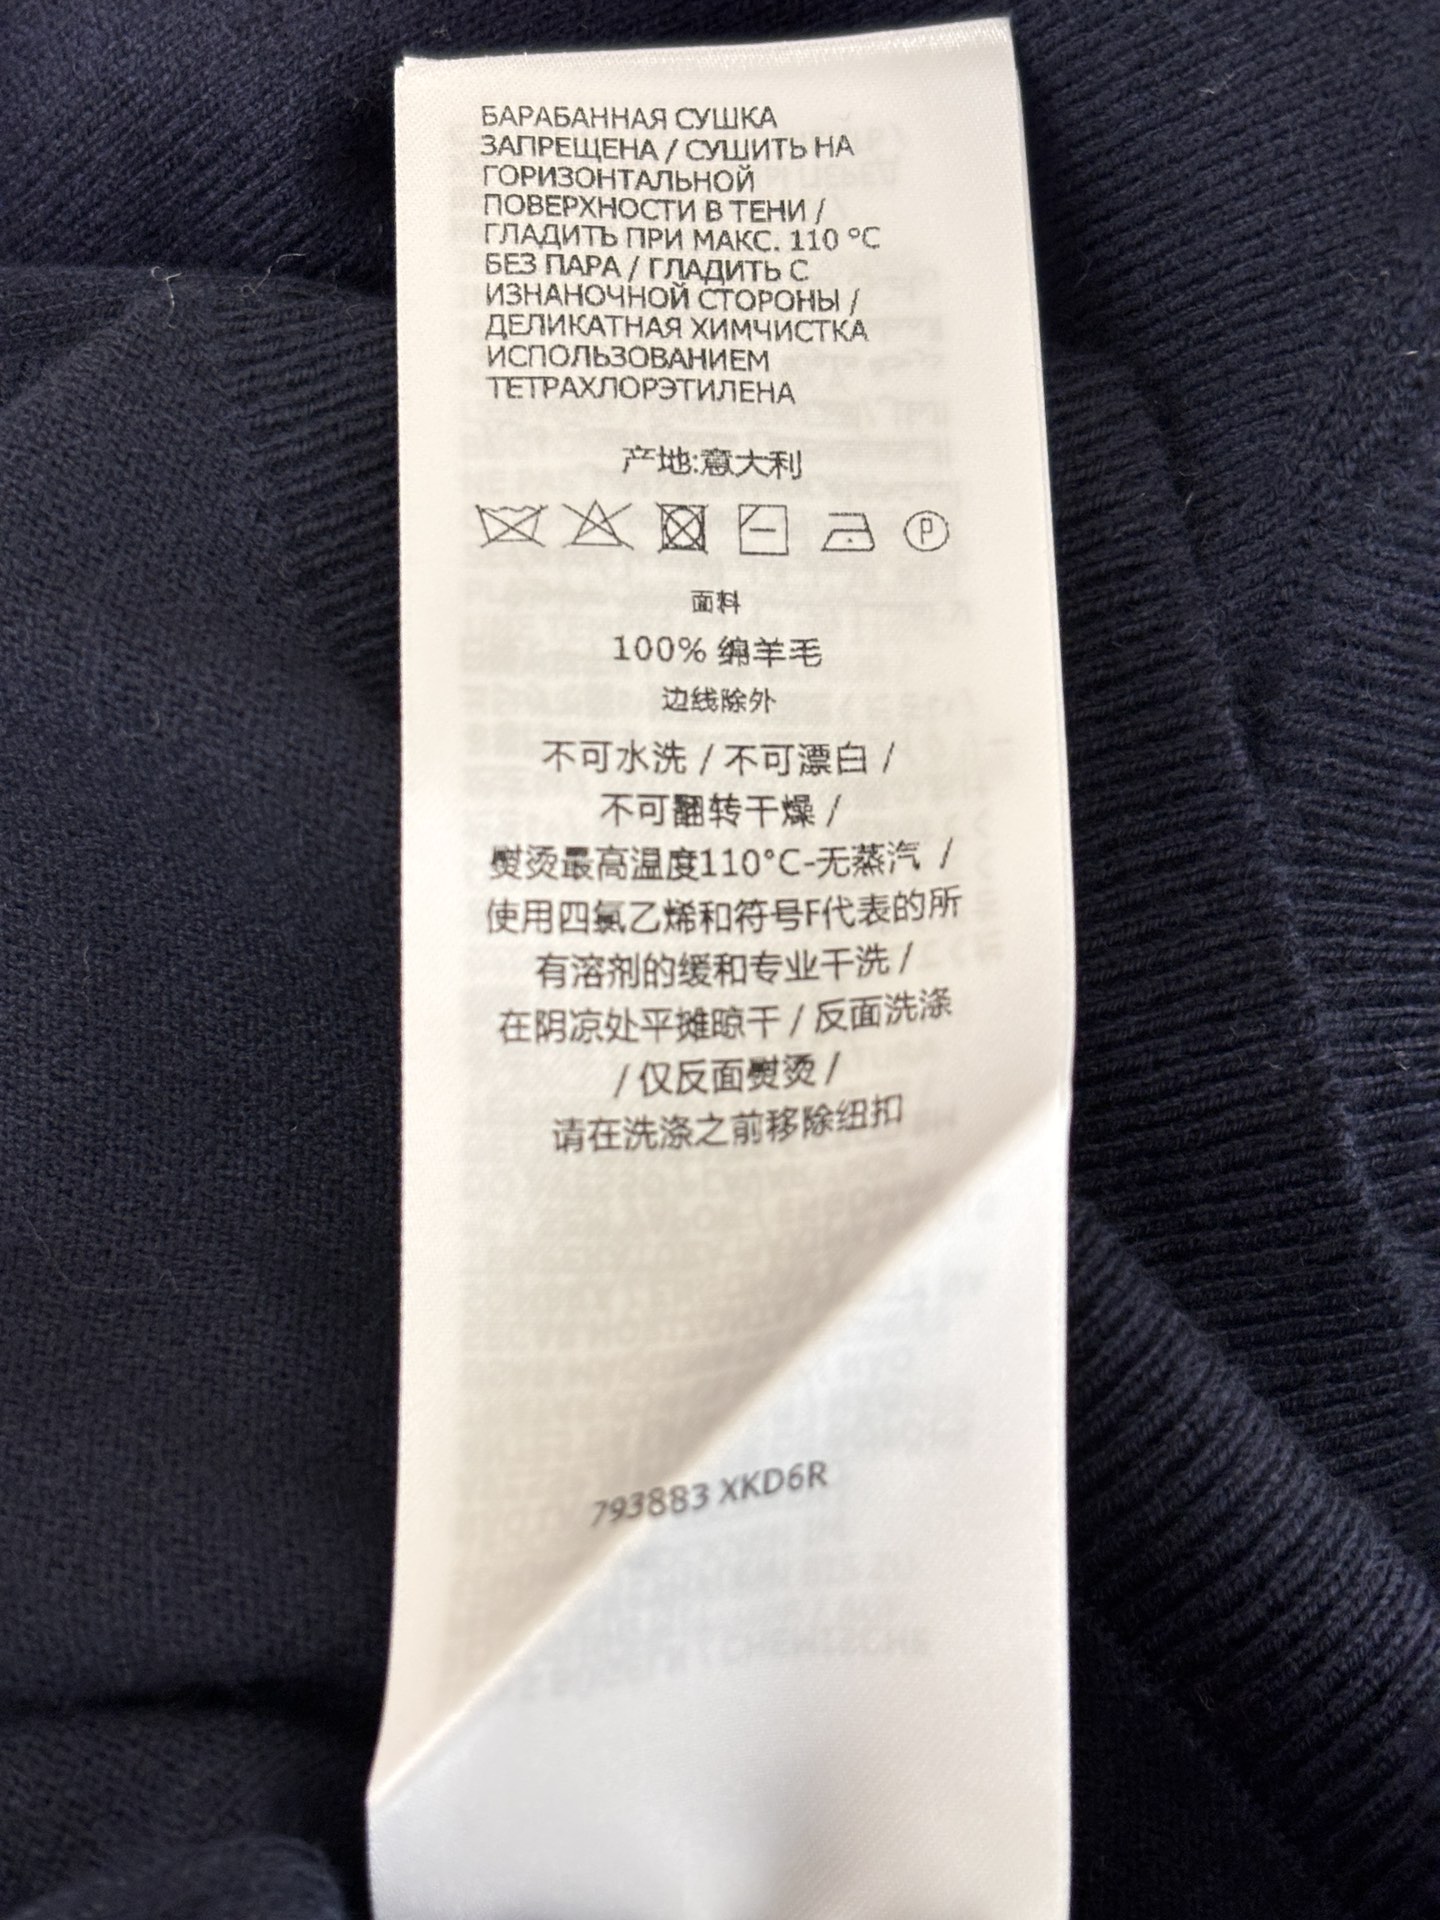 БАРАБАННАЯ СУШКА
ЗАПРЕЩЕНА / СУШИТЬ НА
ГОРИЗОНТАЛЬНОЙ
ПОВЕРХНОСТИ В ТЕНИ /
ГЛАДИТЬ ПРИ МАКС. 110 °C
БЕЗ ПАРА / ГЛАДИТЬ С
ИЗНАНОЧНОЙ СТОРОНЫ /
ДЕЛИКАТНАЯ ХИМЧИСТКА
ИСПОЛЬЗОВАНИЕМ
ТЕТРАХЛОРЭТИЛЕНА
产地:意大利
P
面料
100% 绵羊毛
边线除外
不可水洗 / 不可漂白 /
不可翻转干燥 /
熨烫最高温度110°C-无蒸汽 /
使用四氯乙烯和符号F代表的所
有溶剂的缓和专业干洗 /
在阴凉处平摊晾干 / 反面洗涤
/ 仅反面熨烫 /
请在洗涤之前移除纽扣
793883 XKD6R